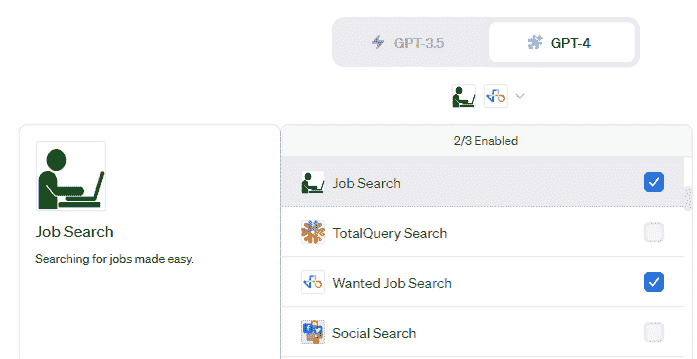 GPT-3.5
GPT-4
2/3 Enabled
Job Search
Searching for jobs made easy.
Job Search
TotalQuery Search
Wanted Job Search
Social Search